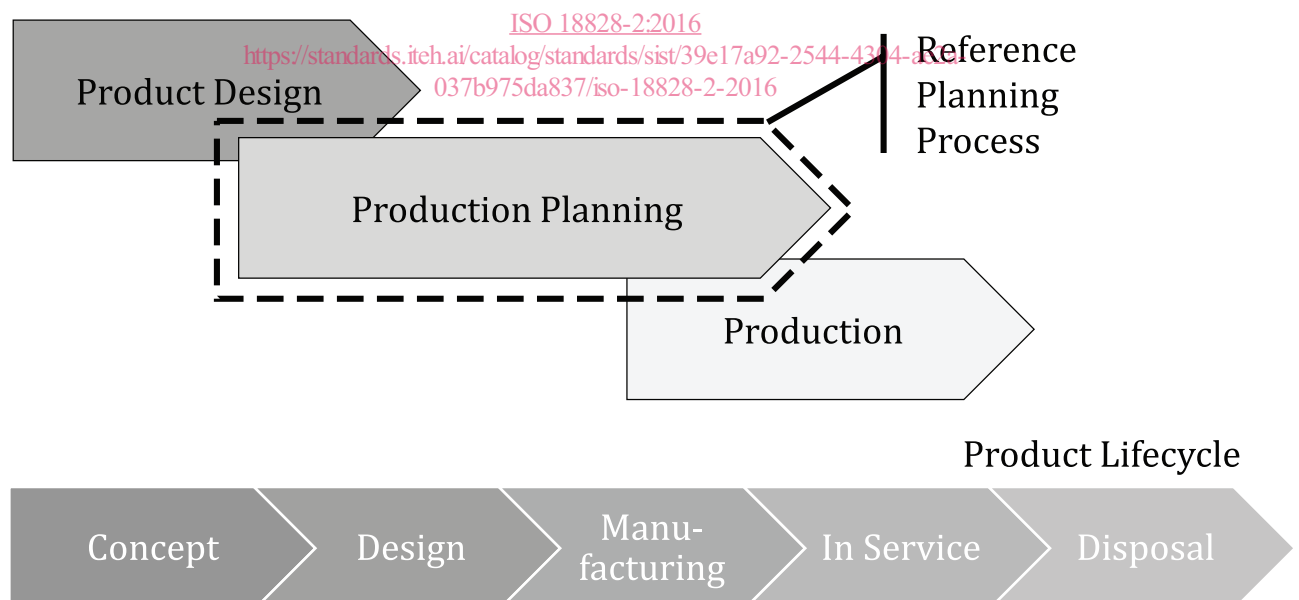 ISO 18828-2:2016
https://standards.iteh.ai/catalog/standards/sist/39e17a92-2544-4304-ae2a-
037b975da837/iso-18828-2-2016
Product Design
Reference
Planning
Process
Production Planning
Production
Product Lifecycle
Concept
Design
Manu-
facturing
In Service
Disposal